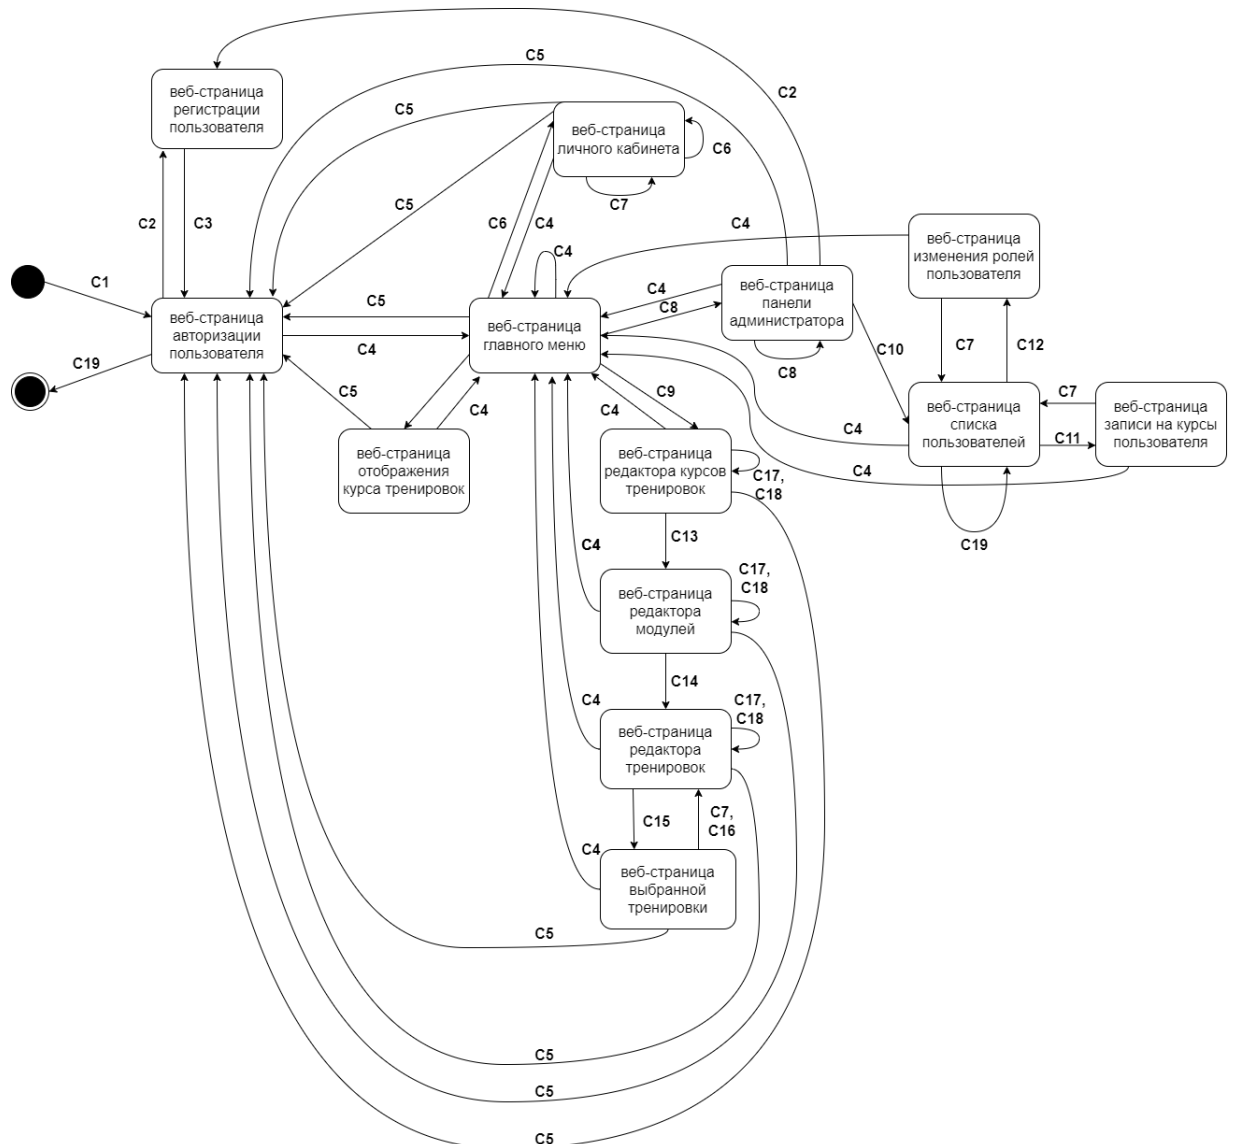 C5
C2
C5
веб-страница
регистрации
пользователя
веб-страница
личного кабинета
C6
C7
C5
C2
C3
C6
C4
C4
C4
веб-страница
изменения ролей
пользователя
C1
C4
C8
веб-страница
панели
администратора
веб-страница
авторизации
пользователя
C5
C4
веб-страница
главного меню
C19
C8
C10
C7
C12
C5
C4
C9
C4
веб-страница
отображения
курса тренировок
веб-страница
редактора курсов
тренировок
C17,
C18
C4
C4
веб-страница
списка
пользователей
C7
C11
веб-страница
записи на курсы
пользователя
C19
C13
C4
веб-страница
редактора
модулей
C17,
C18
C14
C4
веб-страница
редактора
тренировок
C17,
C18
C15
C7,
C16
C4
веб-страница
выбранной
тренировки
C5
C5
C5
C5